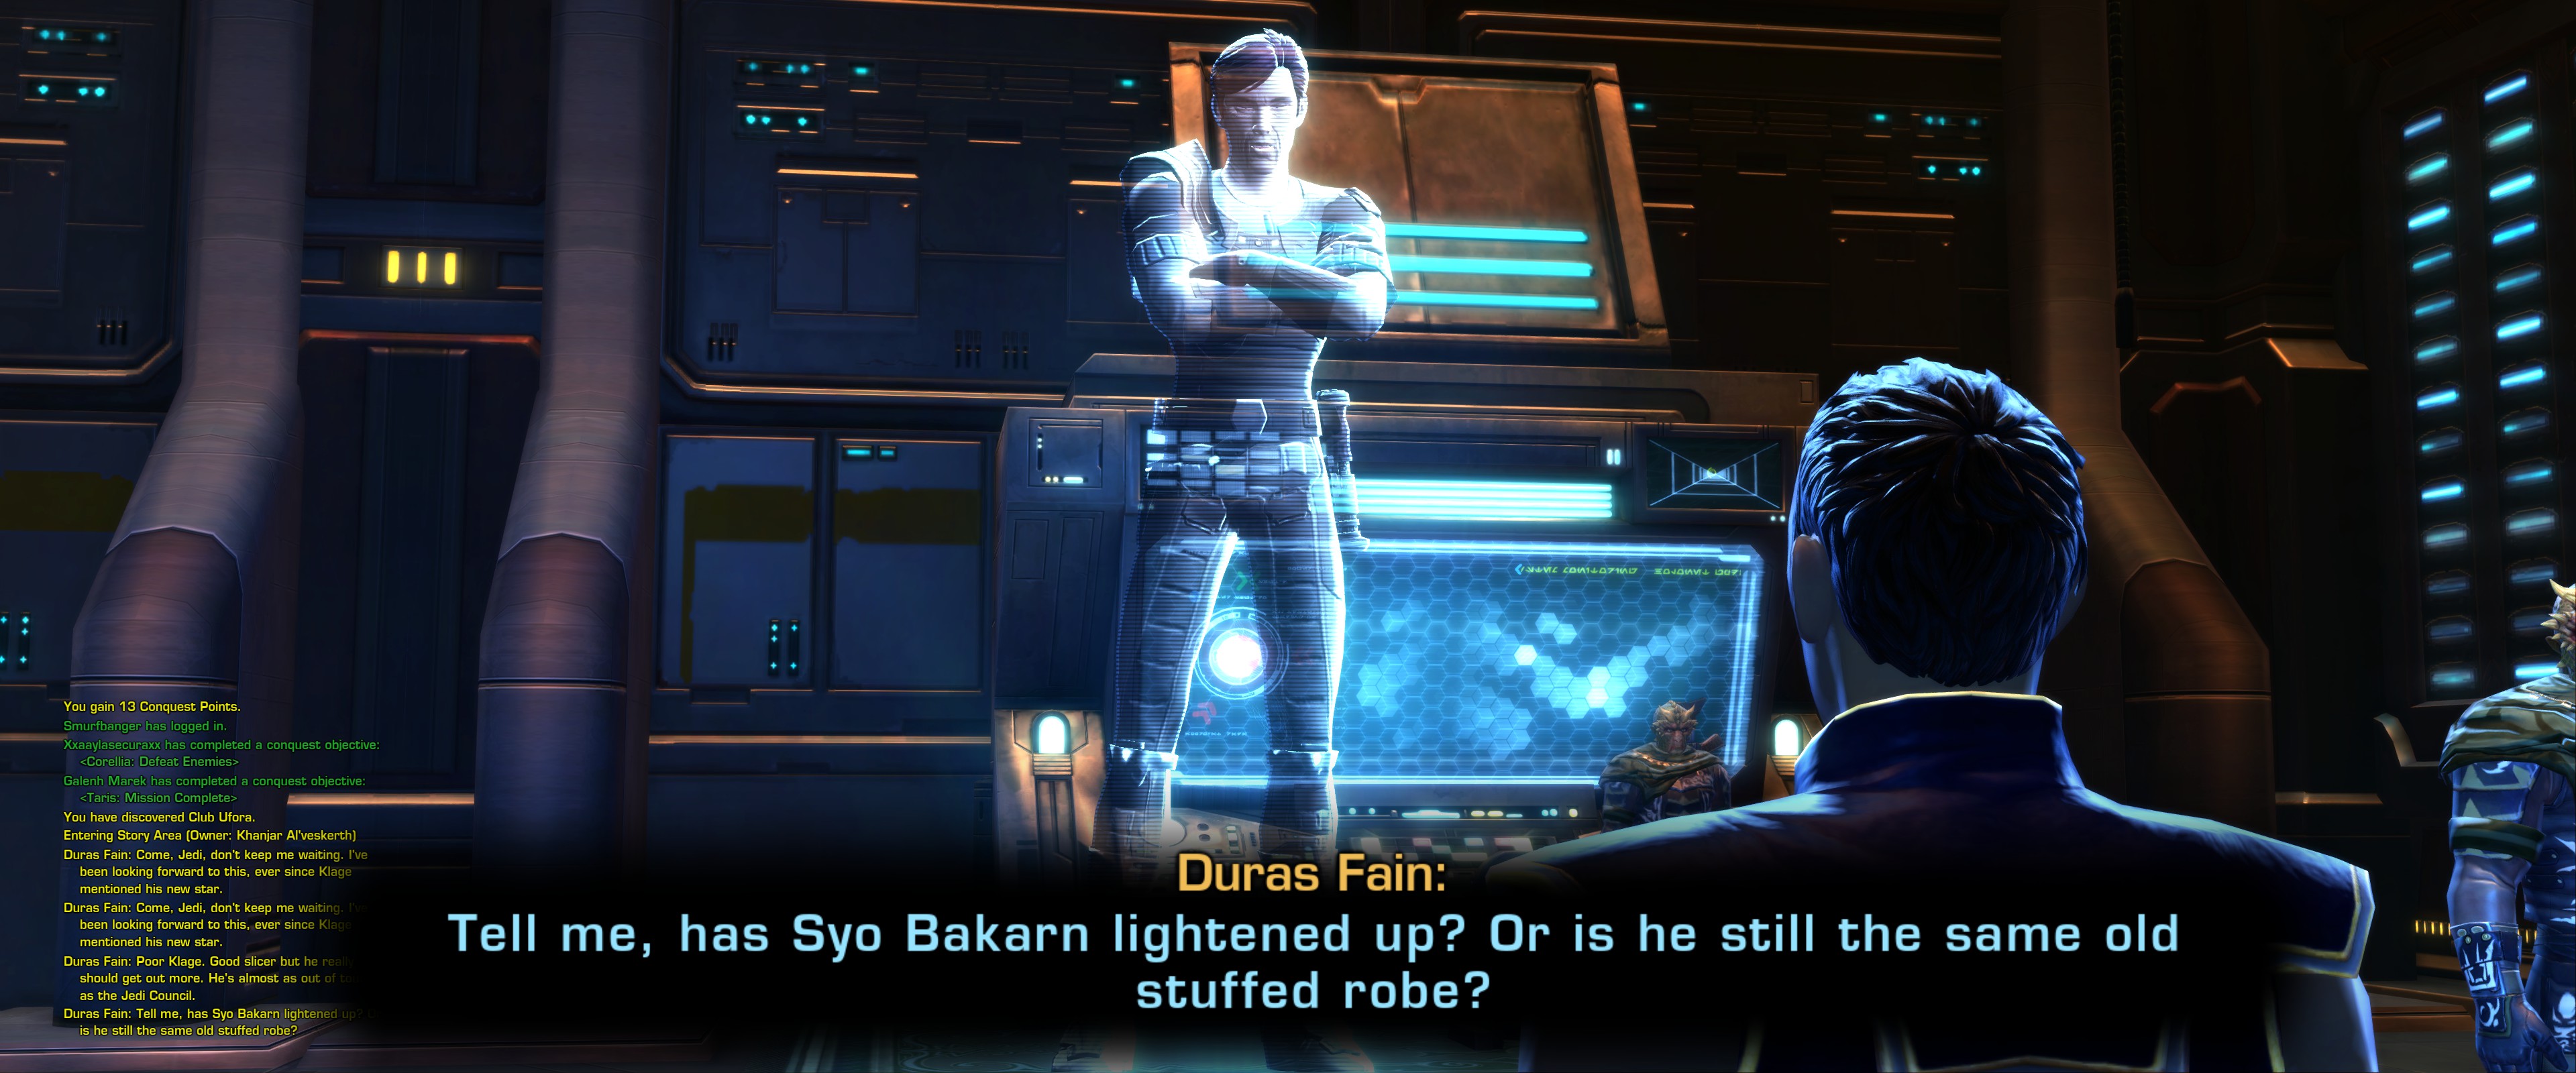 You gain 13 Conquest Points.
Smurfbanger has logged in.
Xxaaylasecuraxx has completed a conquest objective:
<Corellia: Defeat Enemies>
Galenh Marek has completed a conquest objective:
<Taris: Mission Complete>
You have discovered Club Ufora.
Entering Story Area (Owner: Khanjar Al'veskerth)
Duras Fain: Come, Jedi, don't keep me waiting. I've
been looking forward to this, ever since Klage
mentioned his new star.
Duras Fain: Come, Jedi, don't keep me waiting. I've
been looking forward to this, ever since Klage
mentioned his new star.
Duras Fain: Poor Klage. Good slicer but he really
should get out more. He's almost as out of
as the Jedi Council.
Duras Fain: Tell me, has Syo Bakarn lightened up?
is he still the same old stuffed robe?
Duras Fain:
Tell me, has Syo Bakarn lightened up? Or is he still the same old
stuffed robe?